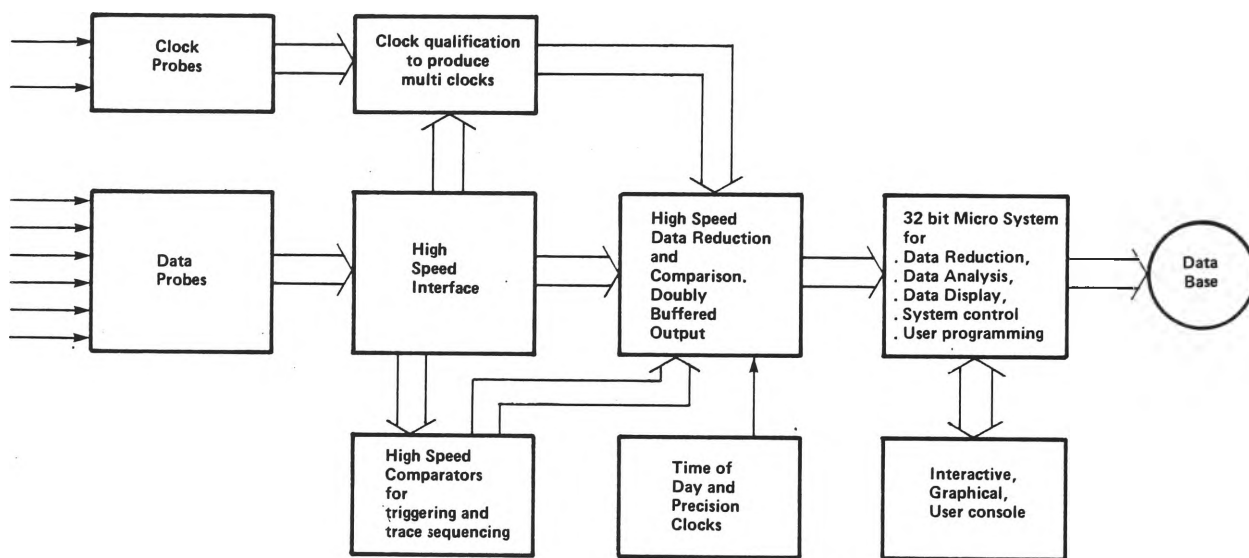 Clock
Probes
Clock qualification
to produce
multi clocks
Data
Probes
High
Speed
Interface
High Speed
Data Reduction
and
Comparison.
Doubly
Buffered
Output
32 bit Micro System
for
. Data Reduction,
. Data Analysis,
. Data Display,
. System control
. User programming
Data
Base
High Speed
Comparators
for
triggering and
trace sequencing
Time of
Day and
Precision
Clocks
Interactive,
Graphical,
User console